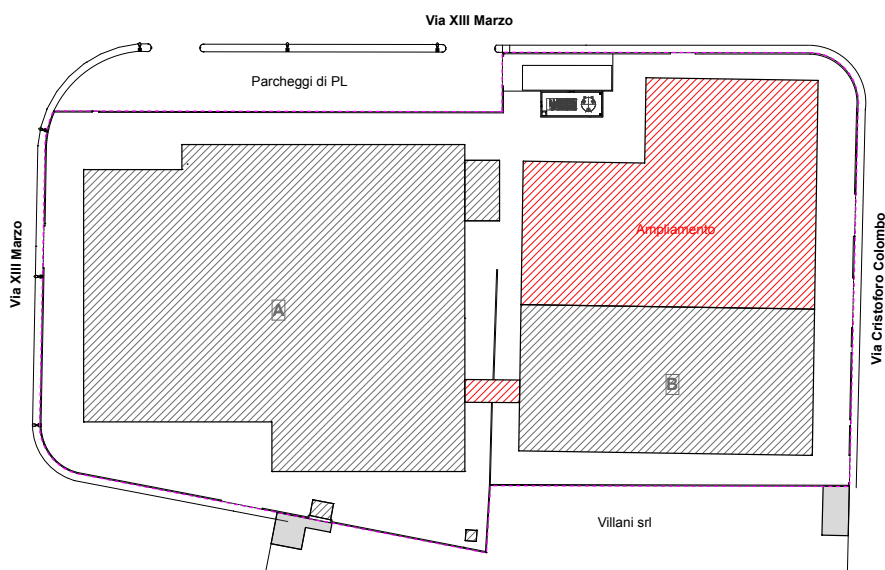 Via XIII Marzo
Parcheggi di PL
Ampliamento
Via XIII Marzo
A
Via Cristoforo Colombo
B
Villani srl